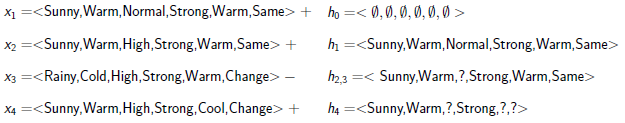 x₁ =<Sunny,Warm,Normal,Strong,Warm,Same> + h₀ =< ∅,∅,∅,∅,∅,∅ >
x₂ =<Sunny,Warm,High,Strong,Warm,Same> + h₁ =<Sunny,Warm,Normal,Strong,Warm,Same>
x₃ =<Rainy,Cold,High,Strong,Warm,Change> − h₂,₃ =< Sunny,Warm,?,Strong,Warm,Same>
x₄ =<Sunny,Warm,High,Strong,Cool,Change> + h₄ =<Sunny,Warm,?,Strong,?,?>